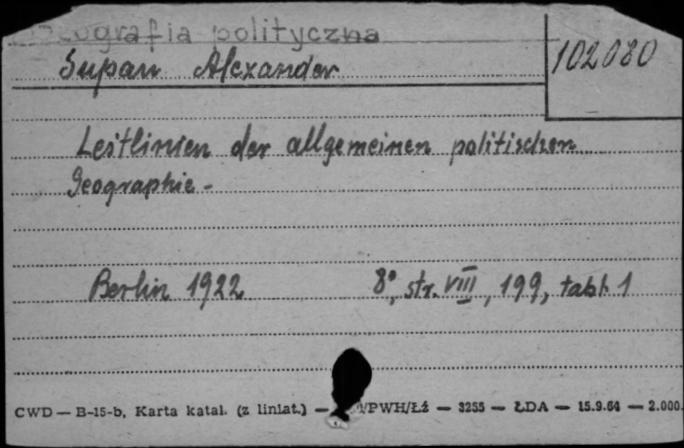 Geografia polityczna
Supan Alexander
102080
Leitlinien der allgemeinen politischen
Geographie -
Berlin 1922 8°, str. VIII, 199, tabl. 1
CWD — B-15-b, Karta katal. (z liniat.) — WPWH/Łź — 3255 — ŁDA — 15.9.64 — 2.000.